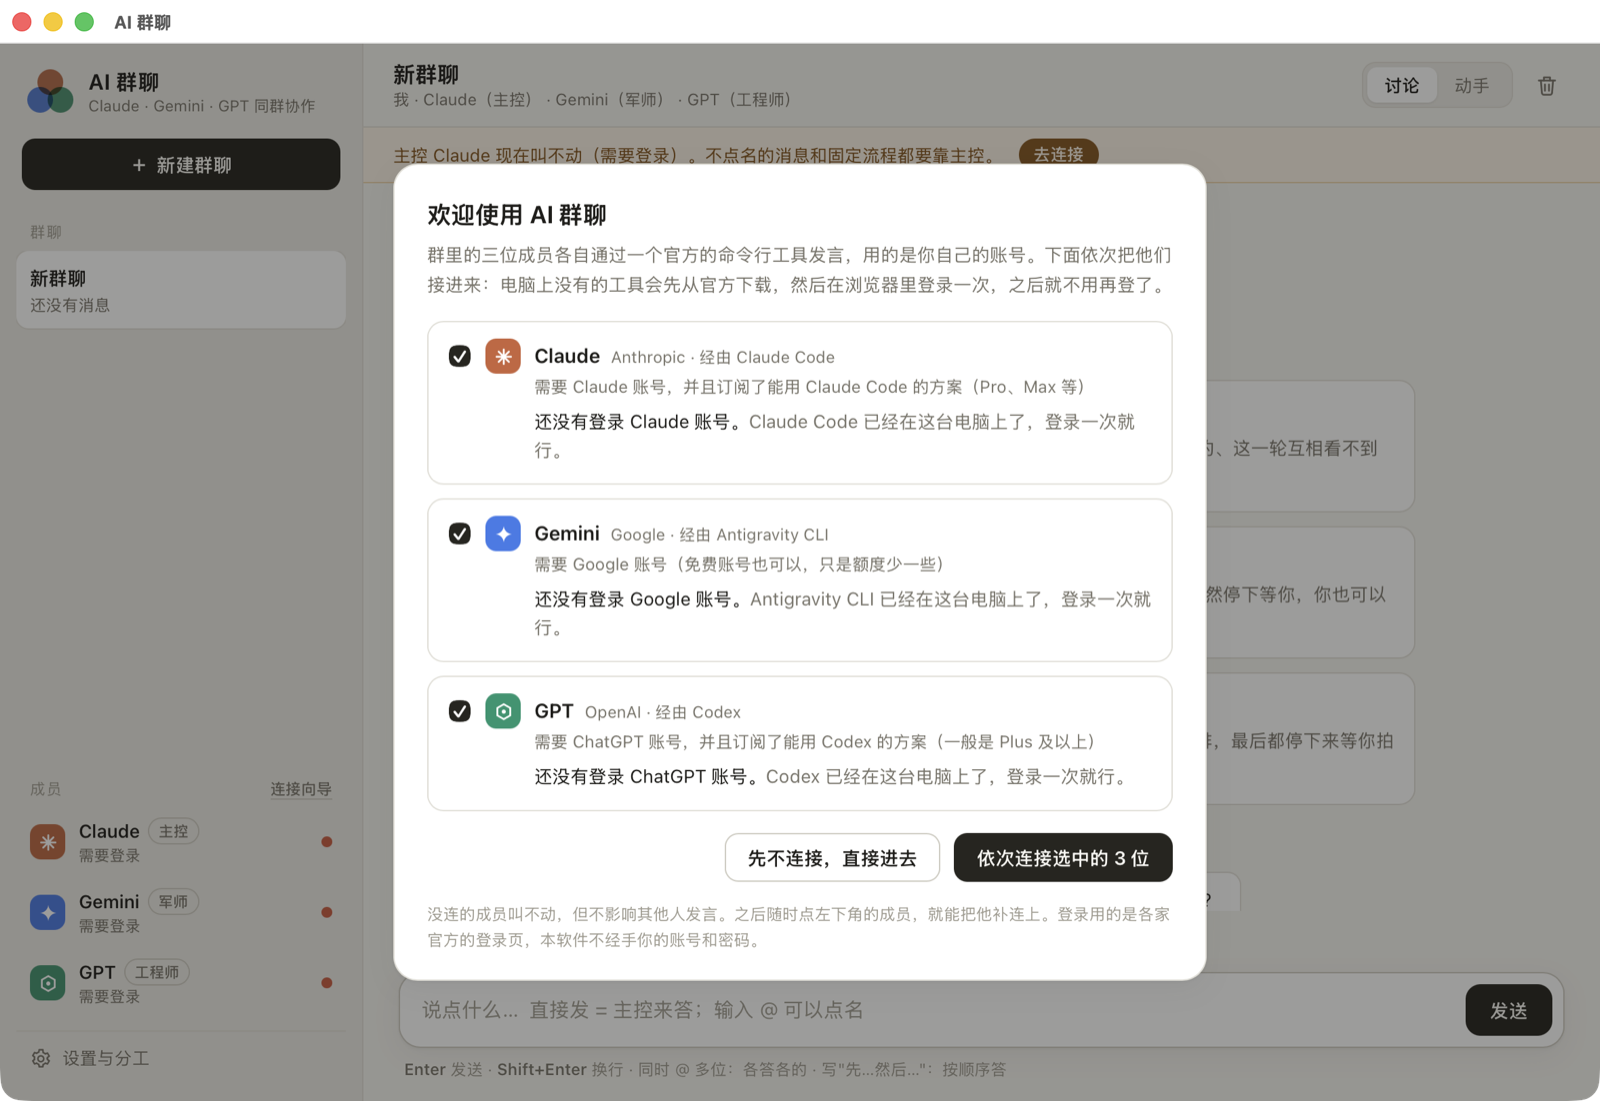 AI 群聊
AI 群聊
Claude · Gemini · GPT 同群协作
+ 新建群聊
群聊
新群聊
还没有消息
成员
连接向导
Claude 主控
需要登录
Gemini 军师
需要登录
GPT 工程师
需要登录
设置与分工
新群聊
我 · Claude（主控） · Gemini（军师） · GPT（工程师）
讨论
动手
主控 Claude 现在叫不动（需要登录）。不点名的消息和固定流程都要靠主控。
去连接
欢迎使用 AI 群聊
群里的三位成员各自通过一个官方的命令行工具发言，用的是你自己的账号。下面依次把他们
接进来：电脑上没有的工具会先从官方下载，然后在浏览器里登录一次，之后就不用再登了。
Claude Anthropic · 经由 Claude Code
需要 Claude 账号，并且订阅了能用 Claude Code 的方案（Pro、Max 等）
还没有登录 Claude 账号。Claude Code 已经在这台电脑上了，登录一次就
行。
Gemini Google · 经由 Antigravity CLI
需要 Google 账号（免费账号也可以，只是额度少一些）
还没有登录 Google 账号。Antigravity CLI 已经在这台电脑上了，登录一次就
行。
GPT OpenAI · 经由 Codex
需要 ChatGPT 账号，并且订阅了能用 Codex 的方案（一般是 Plus 及以上）
还没有登录 ChatGPT 账号。Codex 已经在这台电脑上了，登录一次就行。
先不连接，直接进去
依次连接选中的 3 位
没连的成员叫不动，但不影响其他人发言。之后随时点左下角的成员，就能把他补连上。登录用的是各家
官方的登录页，本软件不经手你的账号和密码。
、这一轮互相看不到
然停下等你，你也可以
，最后都停下来等你拍
?
说点什么... 直接发 = 主控来答；输入 @ 可以点名
发送
Enter 发送 · Shift+Enter 换行 · 同时 @ 多位：各答各的 · 写"先...然后..."：按顺序答